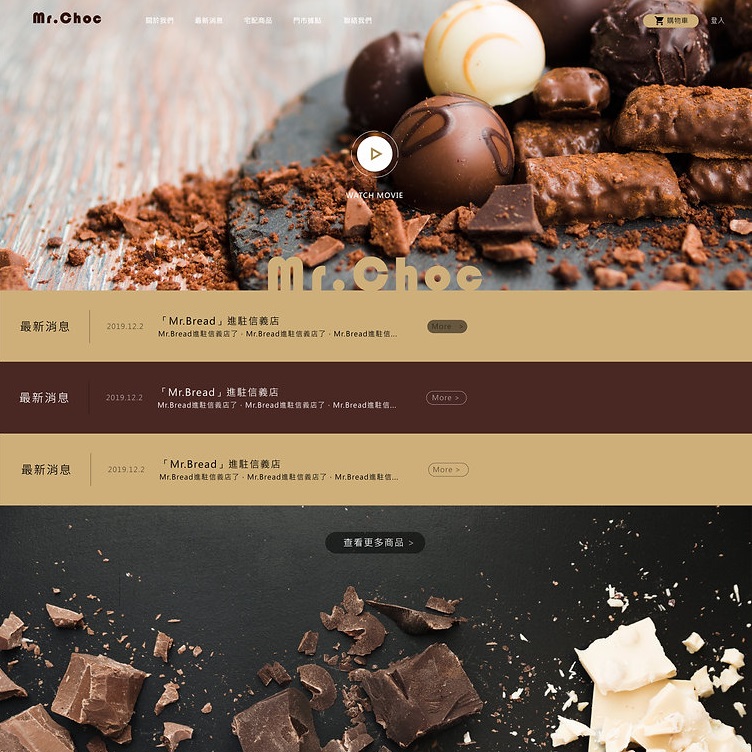 Mr.Choc
關於我們 最新消息 宅配商品 門市據點 聯絡我們
購物車 登入
WATCH MOVIE
Mr.Choc
最新消息
2019.12.2
「Mr.Bread」進駐信義店
Mr.Bread進駐信義店了、Mr.Bread進駐信義店了、Mr.Bread進駐信...
More >
最新消息
2019.12.2
「Mr.Bread」進駐信義店
Mr.Bread進駐信義店了、Mr.Bread進駐信義店了、Mr.Bread進駐信...
More >
最新消息
2019.12.2
「Mr.Bread」進駐信義店
Mr.Bread進駐信義店了、Mr.Bread進駐信義店了、Mr.Bread進駐信...
More >
查看更多商品 >